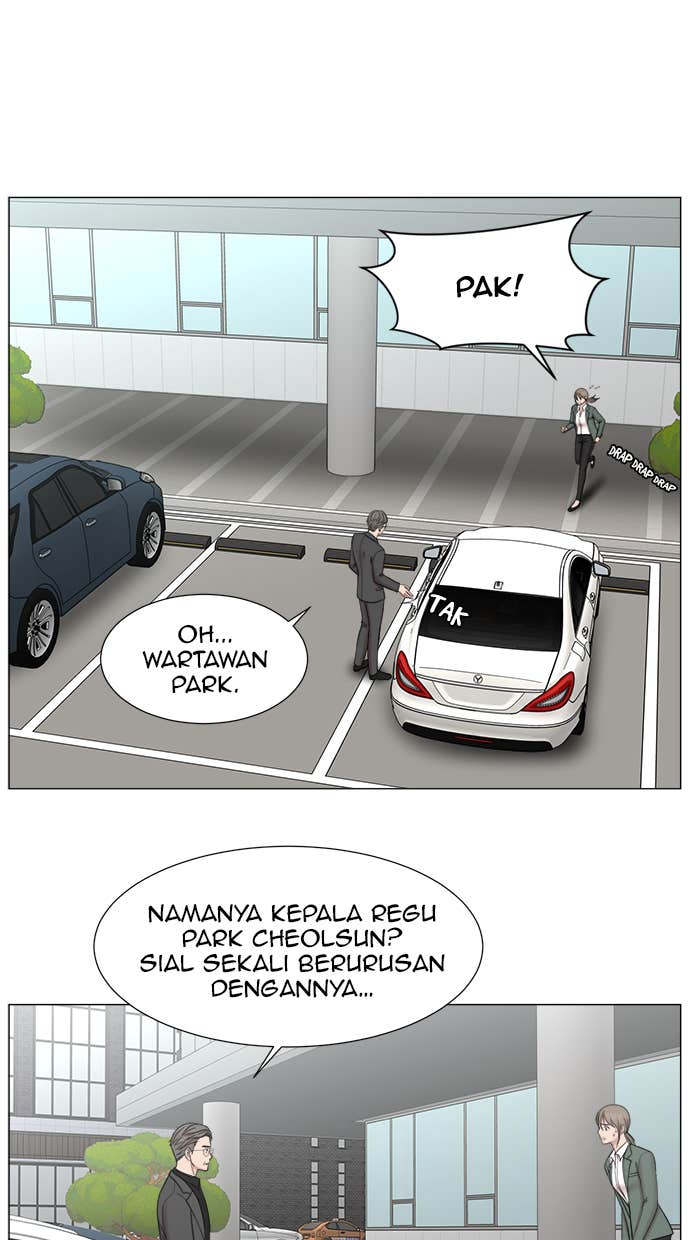 PAK!
DRAP DRAP DRAP
TAK
OH...
WARTAWAN
PARK.
NAMANYA KEPALA REGU
PARK CHEOLSUN?
SIAL SEKALI BERURUSAN
DENGANNYA...